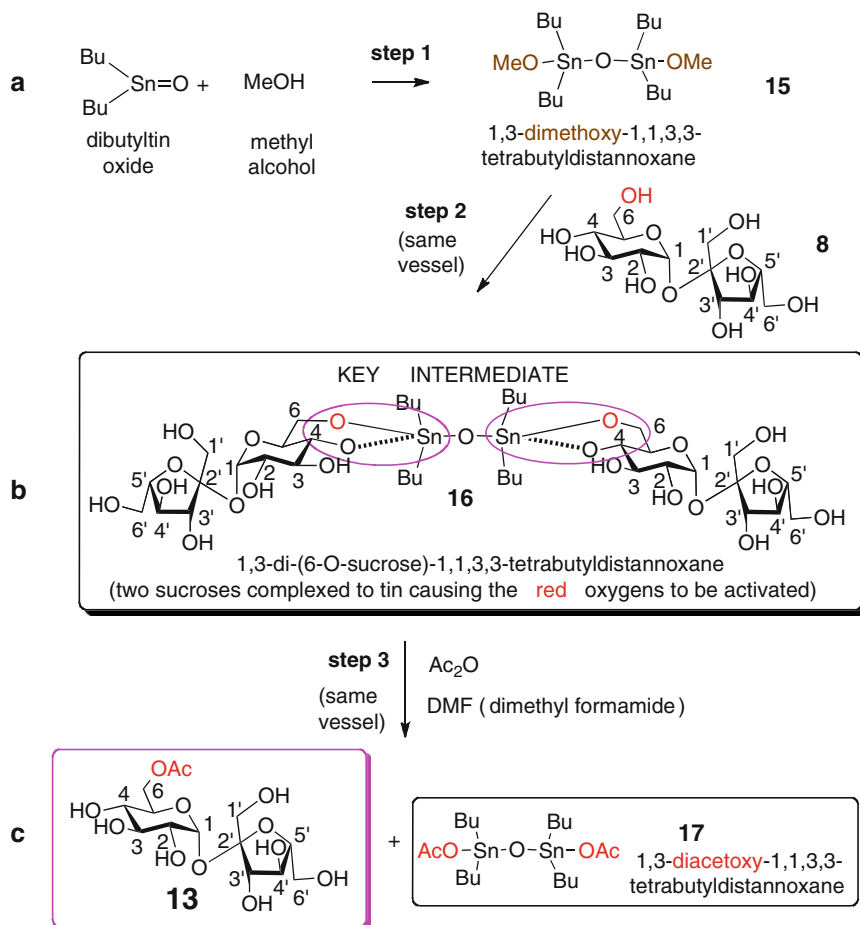 a
Bu
Bu
Sn=O + MeOH
dibutyltin
oxide
methyl
alcohol
step 1
Bu Bu
MeO Sn-O-Sn-OMe
Bu Bu
15
1,3-dimethoxy-1,1,3,3-
tetrabutyldistannoxane
step 2
(same
vessel)
OH
6
4
HO
HO
3
2
HO
O
1
O
1'
OH
2'
O
5'
HO
3'
OH
4'
6'
OH
8
KEY INTERMEDIATE
b
Bu Bu
6
O
4
O
Sn-O-Sn
O
6
O
4
Bu Bu
HO
1'
O
5'
2'
OH
HO
6'
4'
3'
OH
O
1
O
HO
2
3
OH
16
HO
3
2
HO
O
1
O
1'
OH
2'
O
5'
HO
3'
OH
4'
6'
OH
1,3-di-(6-O-sucrose)-1,1,3,3-tetrabutyldistannoxane
(two sucroses complexed to tin causing the red oxygens to be activated)
step 3
(same
vessel)
Ac2O
DMF ( dimethyl formamide)
c
OAc
6
4
HO
HO
3
2
HO
O
1
O
1'
OH
2'
O
5'
HO
3'
OH
4'
6'
OH
13
+
Bu Bu
AcO Sn-O-Sn-OAc
Bu Bu
17
1,3-diacetoxy-1,1,3,3-
tetrabutyldistannoxane